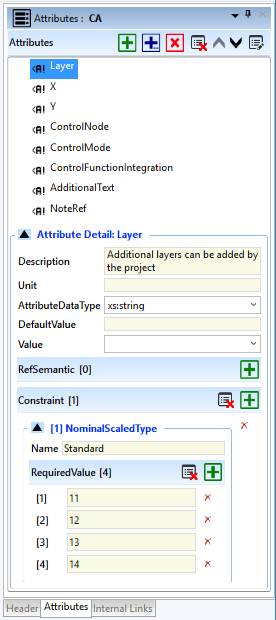 Attributes : CA
Attributes
Layer
X
Y
ControlNode
ControlMode
ControlFunctionIntegration
AdditionalText
NoteRef
Attribute Detail: Layer
Description Additional layers can be added by
the project
Unit
AttributeDataType xs:string
DefaultValue
Value
RefSemantic [0]
Constraint [1]
[1] NominalScaledType
Name Standard
RequiredValue [4]
[1] 11
[2] 12
[3] 13
[4] 14
Header Attributes Internal Links